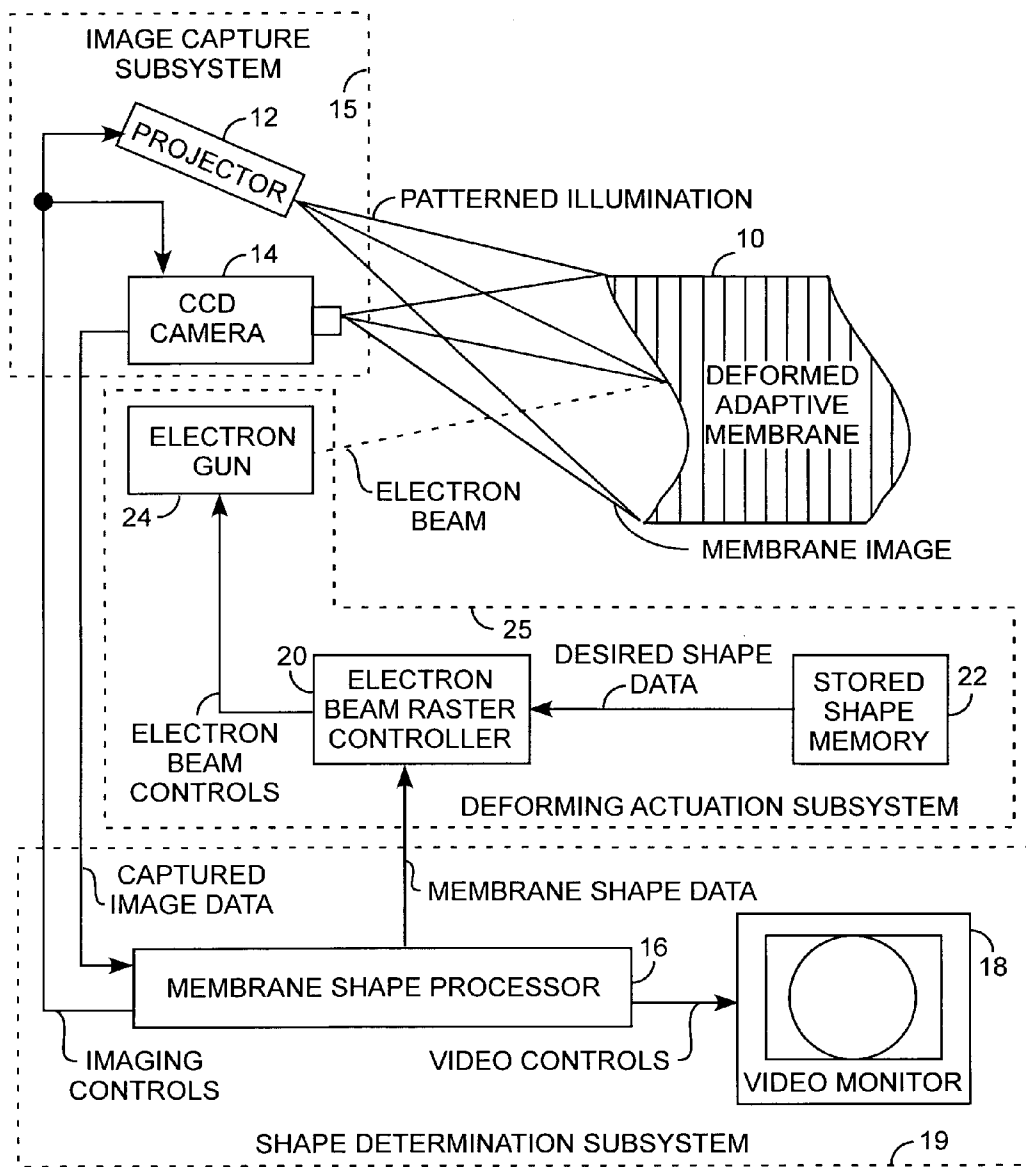 IMAGE CAPTURE
SUBSYSTEM
15
12
PROJECTOR
PATTERNED ILLUMINATION
10
14
CCD
CAMERA
DEFORMED
ADAPTIVE
MEMBRANE
ELECTRON
GUN
24
ELECTRON
BEAM
MEMBRANE IMAGE
25
20
ELECTRON
BEAM RASTER
CONTROLLER
DESIRED SHAPE
DATA
STORED
SHAPE
MEMORY
22
ELECTRON
BEAM
CONTROLS
DEFORMING ACTUATION SUBSYSTEM
CAPTURED
IMAGE DATA
MEMBRANE SHAPE DATA
16
MEMBRANE SHAPE PROCESSOR
18
IMAGING
CONTROLS
VIDEO CONTROLS
VIDEO MONITOR
SHAPE DETERMINATION SUBSYSTEM
19